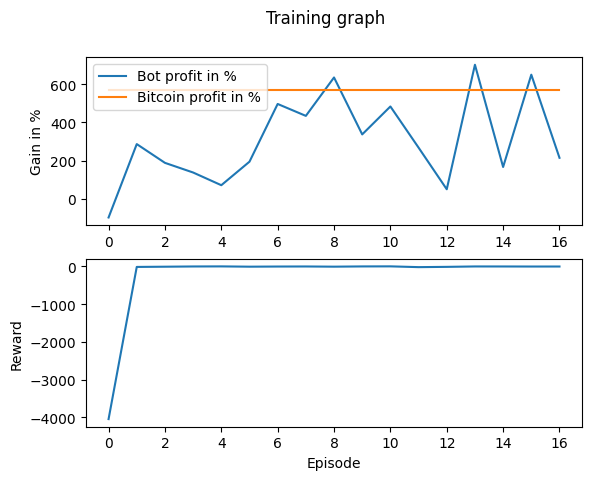 Training graph
Gain in %
Bot profit in %
Bitcoin profit in %
600
400
200
0
0 2 4 6 8 10 12 14 16
Reward
0
−1000
−2000
−3000
−4000
0 2 4 6 8 10 12 14 16
Episode